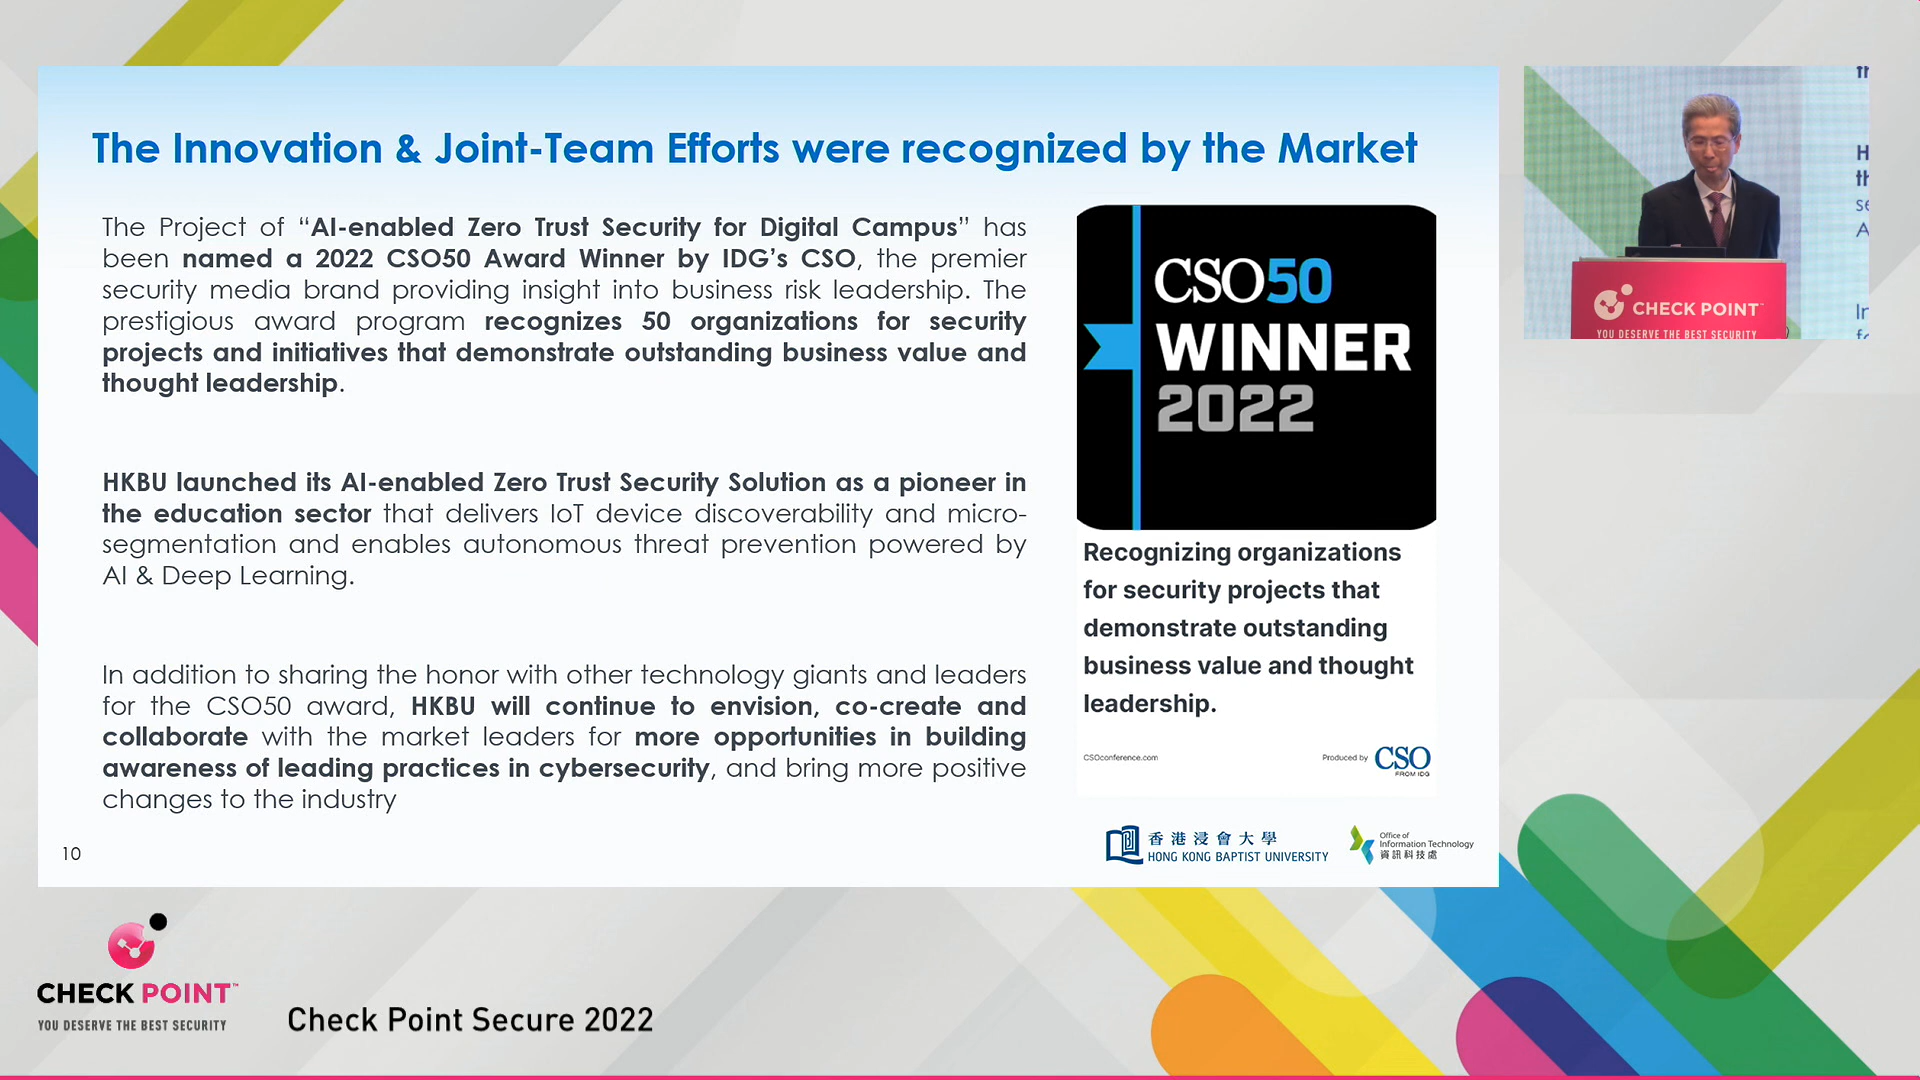 The Innovation & Joint-Team Efforts were recognized by the Market
The Project of “AI-enabled Zero Trust Security for Digital Campus” has
been named a 2022 CSO50 Award Winner by IDG’s CSO, the premier
security media brand providing insight into business risk leadership. The
prestigious award program recognizes 50 organizations for security
projects and initiatives that demonstrate outstanding business value and
thought leadership.
HKBU launched its AI-enabled Zero Trust Security Solution as a pioneer in
the education sector that delivers IoT device discoverability and micro-
segmentation and enables autonomous threat prevention powered by
AI & Deep Learning.
In addition to sharing the honor with other technology giants and leaders
for the CSO50 award, HKBU will continue to envision, co-create and
collaborate with the market leaders for more opportunities in building
awareness of leading practices in cybersecurity, and bring more positive
changes to the industry
10
CSO50
WINNER
2022
Recognizing organizations
for security projects that
demonstrate outstanding
business value and thought
leadership.
CSOconference.com
Produced by CSO
FROM IDG
香港浸會大學
HONG KONG BAPTIST UNIVERSITY
Office of
Information Technology
資訊科技處
CHECK POINT™
YOU DESERVE THE BEST SECURITY
CHECK POINT™
YOU DESERVE THE BEST SECURITY
Check Point Secure 2022